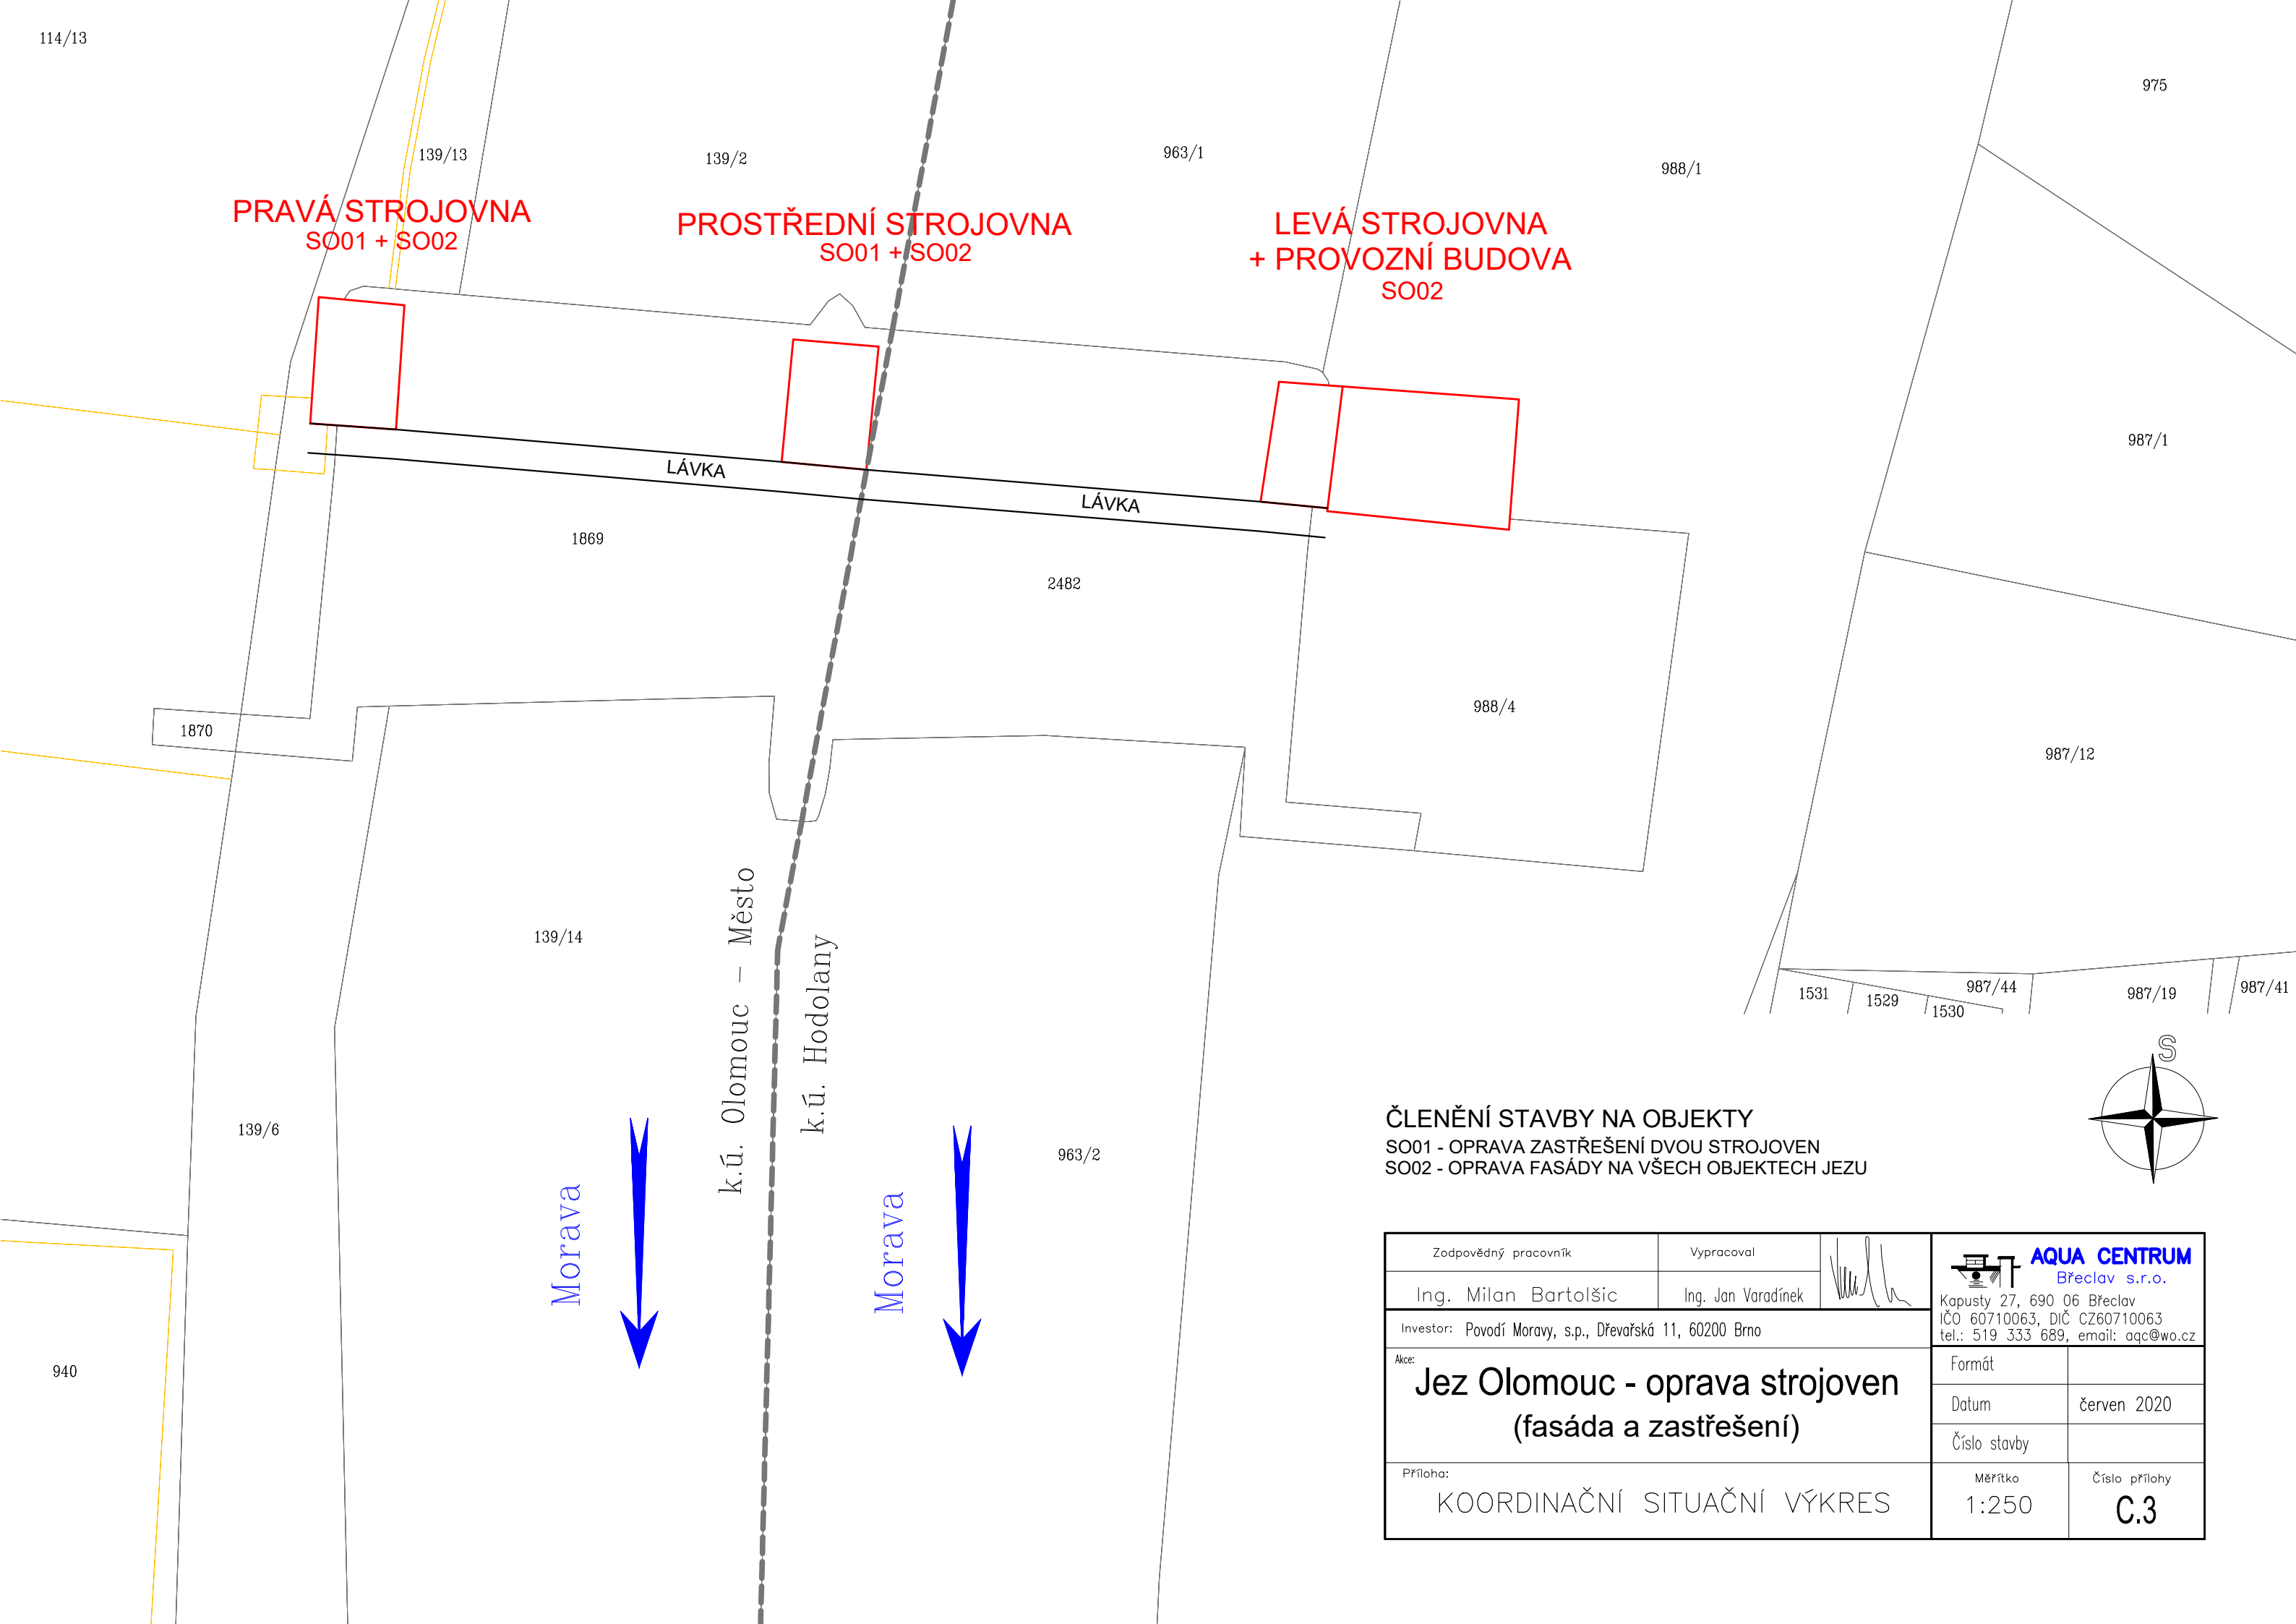 114/13
975
139/13
139/2
963/1
988/1
PRAVÁ STROJOVNA
SO01 + SO02
PROSTŘEDNÍ STROJOVNA
SO01 + SO02
LEVÁ STROJOVNA
+ PROVOZNÍ BUDOVA
SO02
987/1
LÁVKA
LÁVKA
1869
2482
1870
988/4
987/12
139/14
k.ú. Olomouc - Město
k.ú. Hodolany
1531
1529
1530
987/44
987/19
987/41
S
139/6
963/2
Morava
Morava
940
ČLENĚNÍ STAVBY NA OBJEKTY
SO01 - OPRAVA ZASTŘEŠENÍ DVOU STROJOVEN
SO02 - OPRAVA FASÁDY NA VŠECH OBJEKTECH JEZU
Zodpovědný pracovník
Vypracoval
Ing. Milan Bartolšic
Ing. Jan Varadínek
AQUA CENTRUM
Břeclav s.r.o.
Kapusty 27, 690 06 Břeclav
IČO 60710063, DIČ CZ60710063
tel.: 519 333 689, email: aqc@wo.cz
Investor: Povodí Moravy, s.p., Dřevařská 11, 60200 Brno
Akce:
Jez Olomouc - oprava strojoven
(fasáda a zastřešení)
Formát
Datum červen 2020
Číslo stavby
Příloha:
KOORDINAČNÍ SITUAČNÍ VÝKRES
Měřítko
1:250
Číslo přílohy
C.3